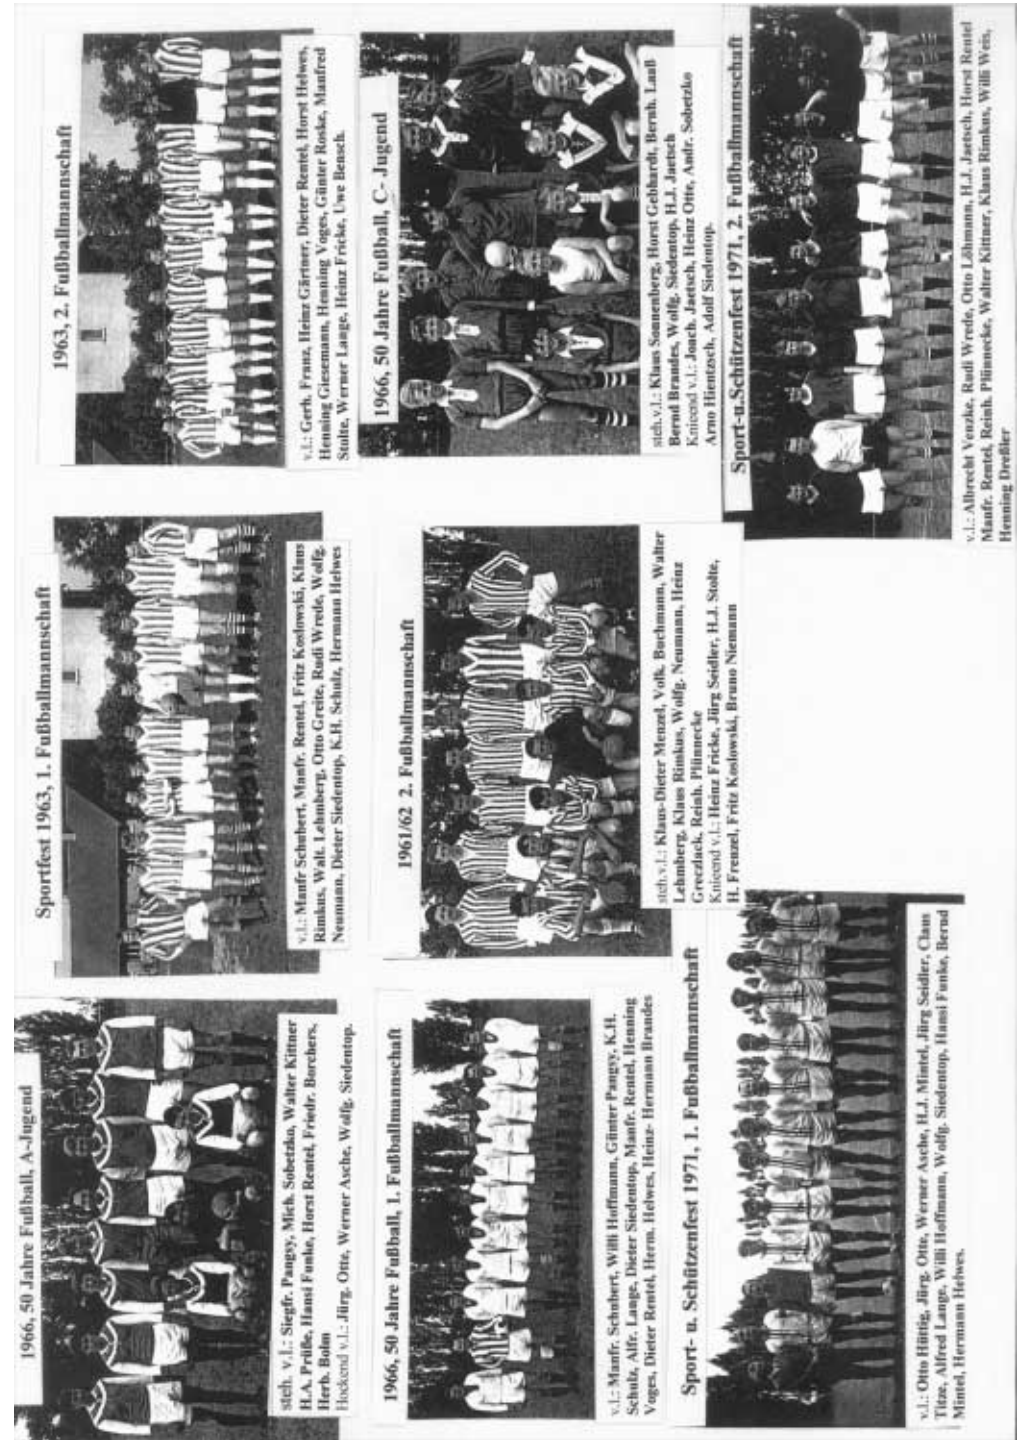 1966, 50 Jahre Fußball, A-Jugend
steh. v.l.: Siegfr. Pangsy, Mich. Sobetzko, Walter Kittner
H.A. Prüße, Hansi Funke, Horst Rentel, Friedr. Borchers,
Herb. Bolm
Hockend v.l.: Jürg. Otte, Werner Asche, Wolfg. Siedentop.
Sportfest 1963, 1. Fußballmannschaft
v.l.: Manfr Schubert, Manfr. Rentel, Fritz Koslowski, Klaus
Rimkus, Walt. Lehmberg, Otto Greite, Rudi Wrede, Wolfg.
Neumann, Dieter Siedentop, K.H. Schulz, Hermann Helwes
1963, 2. Fußballmannschaft
v.l.: Gerh. Franz, Heinz Gärtner, Dieter Rentel, Horst Helwes,
Henning Giesemann, Henning Voges, Günter Roske, Manfred
Stolte, Werner Lange, Heinz Fricke, Uwe Bensch.
1966, 50 Jahre Fußball, 1. Fußballmannschaft
v.l.: Manfr. Schubert, Willi Hoffmann, Günter Pangsy, K.H.
Schulz, Alfr. Lange, Dieter Siedentop, Manfr. Rentel, Henning
Voges, Dieter Rentel, Herm. Helwes, Heinz- Hermann Brandes
1961/62 2. Fußballmannschaft
steh.v.l.: Klaus-Dieter Menzel, Volk. Buchmann, Walter
Lehmberg, Klaus Rimkus, Wolfg. Neumann, Heinz
Greczlack, Reinh. Plünnecke
Knieend v.l.: Heinz Fricke, Jürg Seidler, H.J. Stolte,
H. Frenzel, Fritz Koslowski, Bruno Niemann
1966, 50 Jahre Fußball, C- Jugend
steh.v.l.: Klaus Sonnenberg, Horst Gebhardt, Bernh. Lauß
Bernd Brandes, Wolfg. Siedentop, H.J. Jaetsch
Knieend v.l.: Joach. Jaetsch, Heinz Otte, Andr. Sobetzko
Arno Hientzsch, Adolf Siedentop.
Sport- u. Schützenfest 1971, 1. Fußballmannschaft
v.l.: Otto Hüttig, Jürg. Otte, Werner Asche, H.J. Mintel, Jürg Seidler, Claus
Titze, Alfred Lange, Willi Hoffmann, Wolfg. Siedentop, Hansi Funke, Bernd
Mintel, Hermann Helwes.
Sport-u.Schützenfest 1971, 2. Fußballmannschaft
v.l.: Albrecht Venzke, Rudi Wrede, Otto Löhmann, H.J. Jaetsch, Horst Rentel
Manfr. Rentel, Reinh. Plünnecke, Walter Kittner, Klaus Rimkus, Willi Weis,
Henning Dreßler